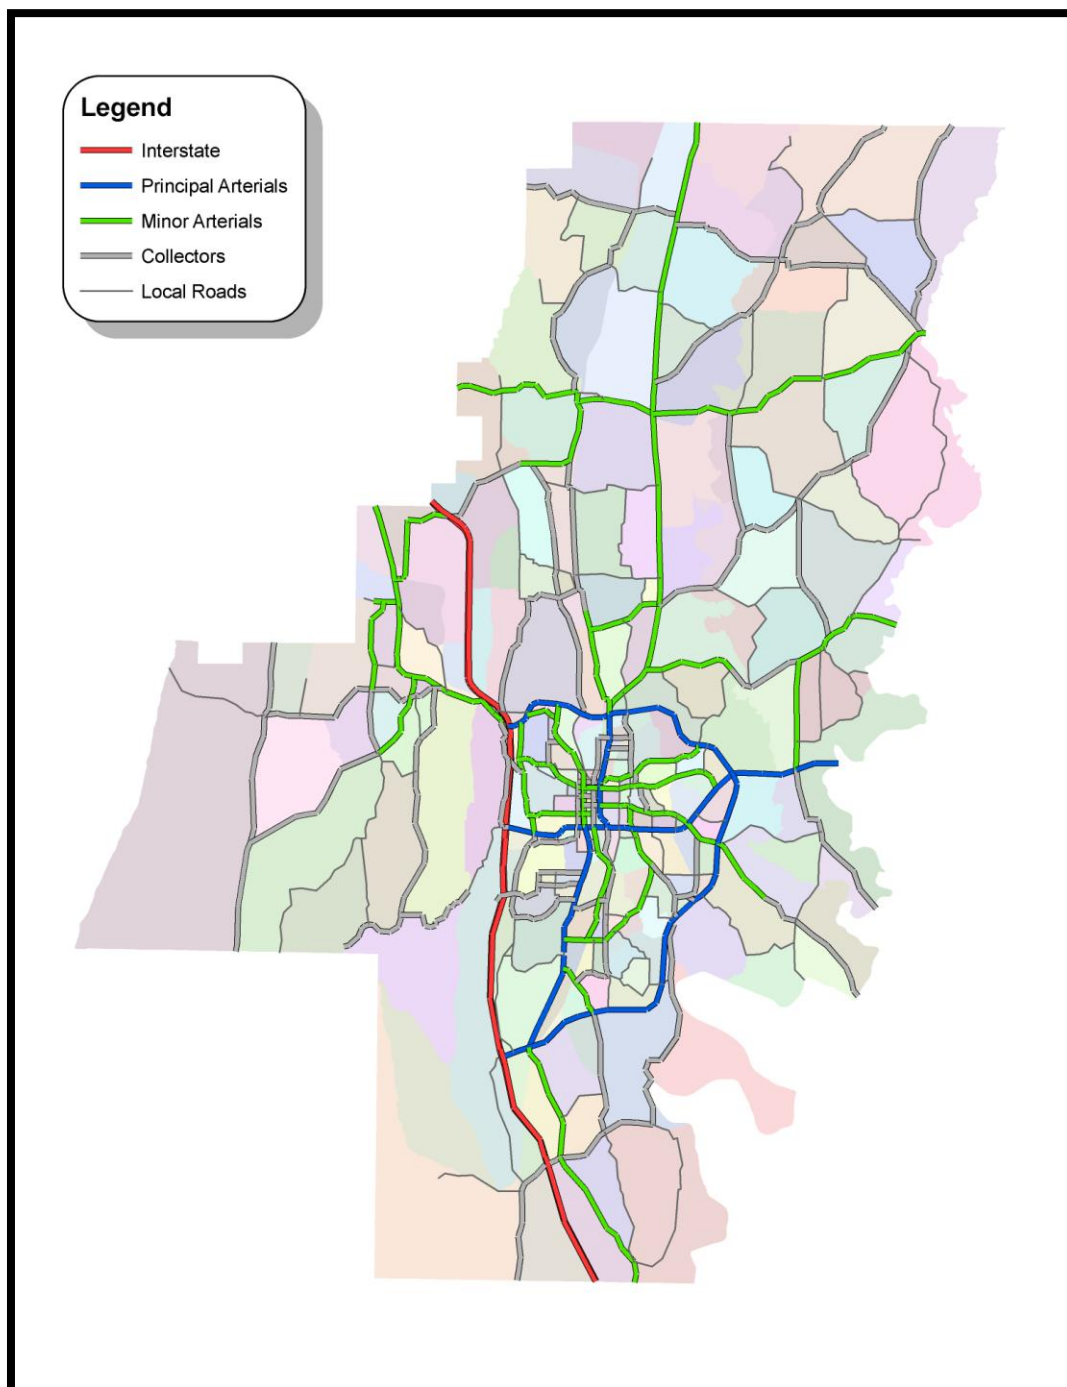 Legend
Interstate
Principal Arterials
Minor Arterials
Collectors
Local Roads